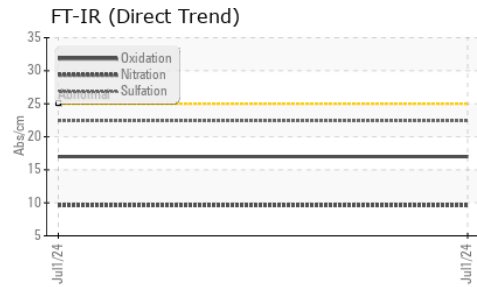 FT-IR (Direct Trend)
35
30
25
20
15
10
5
Abs/cm
Oxidation
Nitration
Sulfation
Abnormal
Jul1/24
Jul1/24